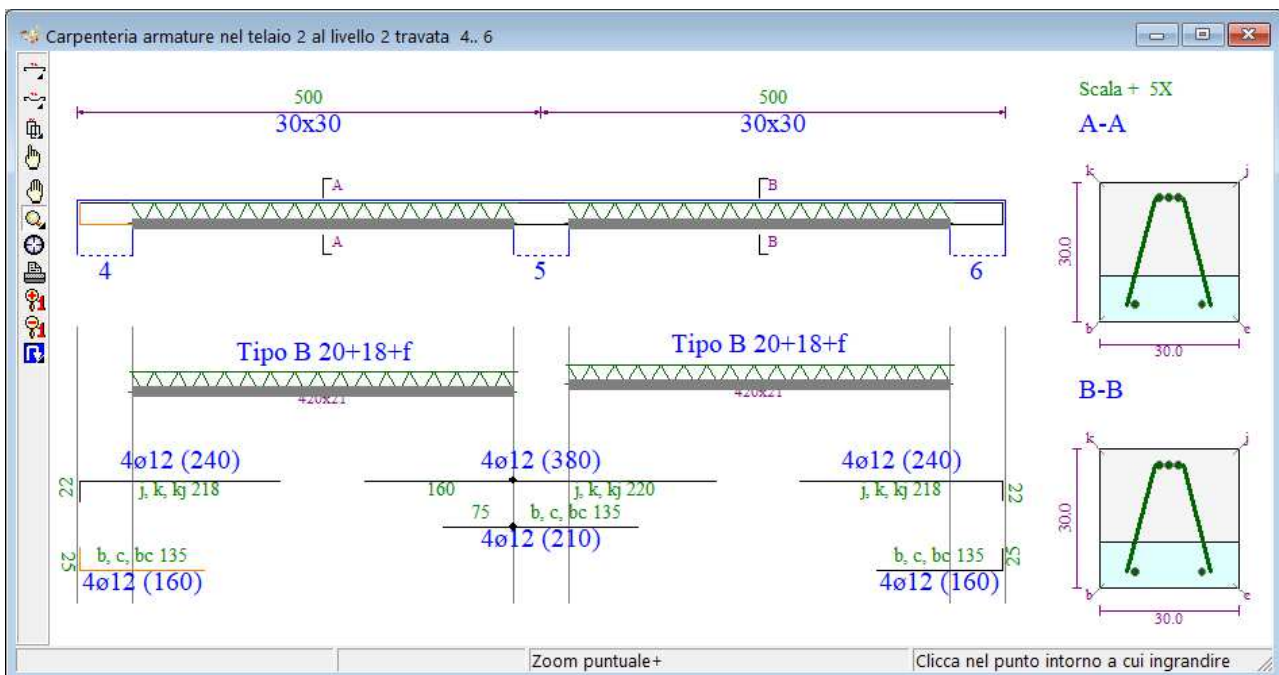 Carpenteria armature nel telaio 2 al livello 2 travata 4.. 6
500
500
Scala + 5X
30x30
30x30
A-A
k
j
A
B
30.0
A
B
4
5
6
b
e
30.0
Tipo B 20+18+f
Tipo B 20+18+f
420x21
420x21
B-B
k
j
4ø12 (240)
4ø12 (380)
4ø12 (240)
22
j, k, kj 218
160
j, k, kj 220
j, k, kj 218
22
30.0
75
b, c, bc 135
4ø12 (210)
25
b, c, bc 135
b, c, bc 135
25
4ø12 (160)
4ø12 (160)
b
e
30.0
Zoom puntuale+
Clicca nel punto intorno a cui ingrandire